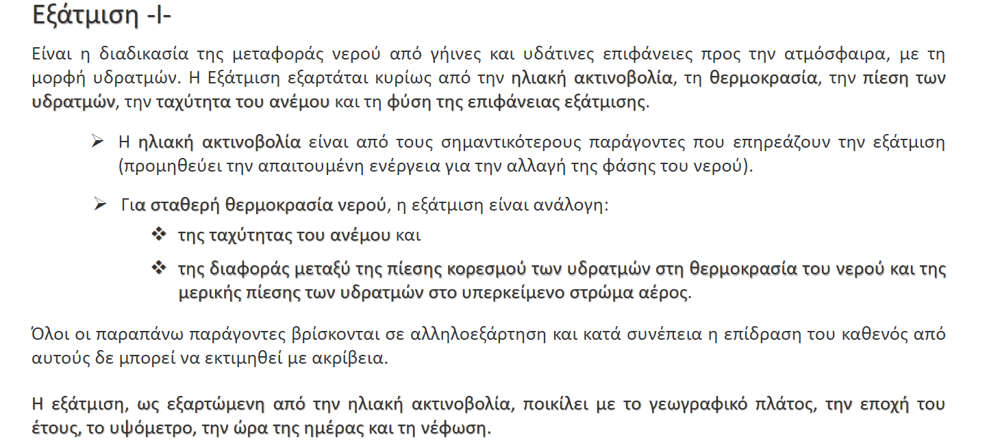 Εξάτμιση -Ι-
Είναι η διαδικασία της μεταφοράς νερού από γήινες και υδάτινες επιφάνειες προς την ατμόσφαιρα, με τη
μορφή υδρατμών. Η Εξάτμιση εξαρτάται κυρίως από την ηλιακή ακτινοβολία, τη θερμοκρασία, την πίεση των
υδρατμών, την ταχύτητα του ανέμου και τη φύση της επιφάνειας εξάτμισης.
➢ Η ηλιακή ακτινοβολία είναι από τους σημαντικότερους παράγοντες που επηρεάζουν την εξάτμιση
(προμηθεύει την απαιτουμένη ενέργεια για την αλλαγή της φάσης του νερού).
➢ Για σταθερή θερμοκρασία νερού, η εξάτμιση είναι ανάλογη:
❖ της ταχύτητας του ανέμου και
❖ της διαφοράς μεταξύ της πίεσης κορεσμού των υδρατμών στη θερμοκρασία του νερού και της
μερικής πίεσης των υδρατμών στο υπερκείμενο στρώμα αέρος.
Όλοι οι παραπάνω παράγοντες βρίσκονται σε αλληλοεξάρτηση και κατά συνέπεια η επίδραση του καθενός από
αυτούς δε μπορεί να εκτιμηθεί με ακρίβεια.
Η εξάτμιση, ως εξαρτώμενη από την ηλιακή ακτινοβολία, ποικίλει με το γεωγραφικό πλάτος, την εποχή του
έτους, το υψόμετρο, την ώρα της ημέρας και τη νέφωση.